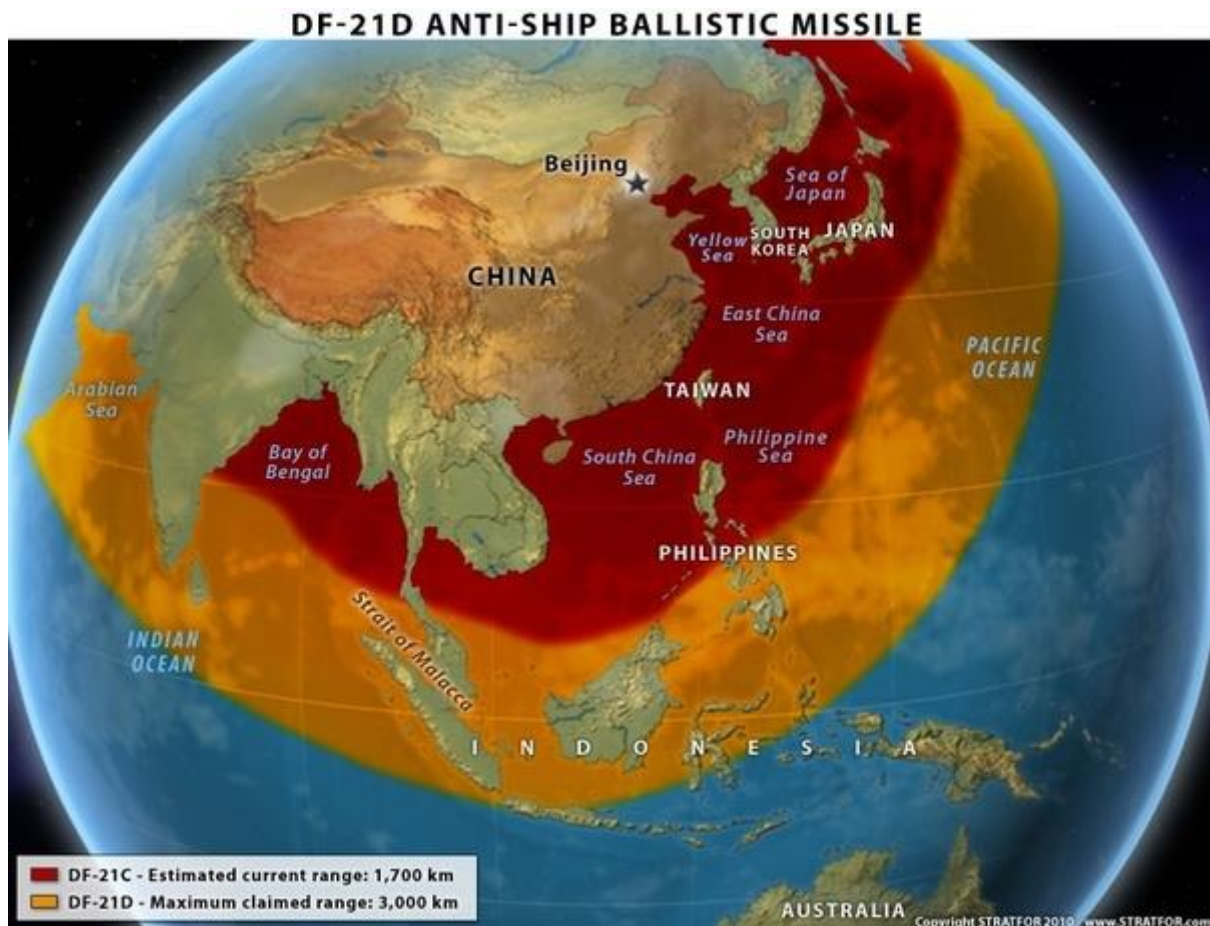 DF-21D ANTI-SHIP BALLISTIC MISSILE
Beijing
Sea of
Japan
Yellow
Sea
SOUTH
KOREA
JAPAN
CHINA
East China
Sea
PACIFIC
OCEAN
Arabian
Sea
TAIWAN
Bay of
Bengal
South China
Sea
Philippine
Sea
PHILIPPINES
Strait of Malacca
INDIAN
OCEAN
INDONESIA
DF-21C - Estimated current range: 1,700 km
DF-21D - Maximum claimed range: 3,000 km
AUSTRALIA
Copyright STRATFOR 2010 www.STRATFOR.com